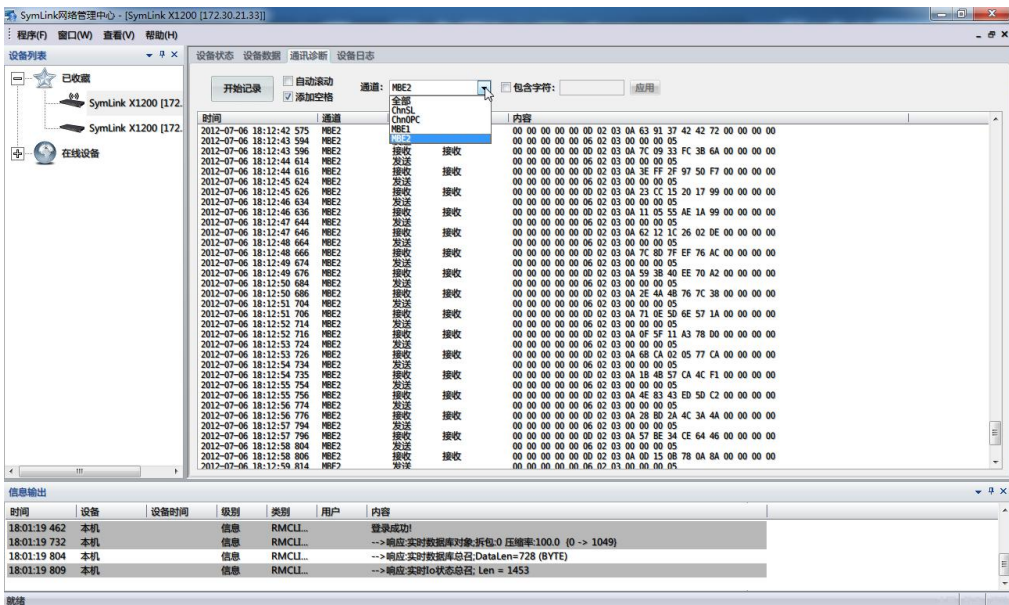 SymLink网络管理中心 - [SymLink X1200 [172.30.21.33]]
程序(F) 窗口(W) 查看(V) 帮助(H)
设备列表
已收藏
SymLink X1200 [172.
SymLink X1200 [172.
在线设备
设备状态 设备数据 通讯诊断 设备日志
开始记录 自动滚动 添加空格 通道: MBE2 包含字符: 应用
全部
ChnSL
ChnOPC
MBE1
MBE2
时间 通道 内容
2012-07-06 18:12:42 575 MBE2 00 00 00 00 00 0D 02 03 0A 63 91 37 42 42 72 00 00 00 00
2012-07-06 18:12:43 594 MBE2 00 00 00 00 00 06 02 03 00 00 00 05
2012-07-06 18:12:43 596 MBE2 接收 接收 00 00 00 00 00 0D 02 03 0A 7C 09 33 FC 3B 6A 00 00 00 00
2012-07-06 18:12:44 614 MBE2 发送 00 00 00 00 00 06 02 03 00 00 00 05
2012-07-06 18:12:44 616 MBE2 接收 接收 00 00 00 00 00 0D 02 03 0A 3E FF 2F 97 50 F7 00 00 00 00
2012-07-06 18:12:45 624 MBE2 发送 00 00 00 00 00 06 02 03 00 00 00 05
2012-07-06 18:12:45 626 MBE2 接收 接收 00 00 00 00 00 0D 02 03 0A 23 CC 15 20 17 99 00 00 00 00
2012-07-06 18:12:46 634 MBE2 发送 00 00 00 00 00 06 02 03 00 00 00 05
2012-07-06 18:12:46 636 MBE2 接收 接收 00 00 00 00 00 0D 02 03 0A 11 05 55 AE 1A 99 00 00 00 00
2012-07-06 18:12:47 644 MBE2 发送 00 00 00 00 00 06 02 03 00 00 00 05
2012-07-06 18:12:47 646 MBE2 接收 接收 00 00 00 00 00 0D 02 03 0A 62 12 1C 26 02 DE 00 00 00 00
2012-07-06 18:12:48 664 MBE2 发送 00 00 00 00 00 06 02 03 00 00 00 05
2012-07-06 18:12:48 666 MBE2 接收 接收 00 00 00 00 00 0D 02 03 0A 7C 8D 7F EF 76 AC 00 00 00 00
2012-07-06 18:12:49 674 MBE2 发送 00 00 00 00 00 06 02 03 00 00 00 05
2012-07-06 18:12:49 676 MBE2 接收 接收 00 00 00 00 00 0D 02 03 0A 59 3B 40 EE 70 A2 00 00 00 00
2012-07-06 18:12:50 684 MBE2 发送 00 00 00 00 00 06 02 03 00 00 00 05
2012-07-06 18:12:50 686 MBE2 接收 接收 00 00 00 00 00 0D 02 03 0A 2E 4A 4B 76 7C 38 00 00 00 00
2012-07-06 18:12:51 704 MBE2 发送 00 00 00 00 00 06 02 03 00 00 00 05
2012-07-06 18:12:51 706 MBE2 接收 接收 00 00 00 00 00 0D 02 03 0A 71 0E 5D 6E 57 1A 00 00 00 00
2012-07-06 18:12:52 714 MBE2 发送 00 00 00 00 00 06 02 03 00 00 00 05
2012-07-06 18:12:52 716 MBE2 接收 接收 00 00 00 00 00 0D 02 03 0A 0F 5F 11 A3 78 D0 00 00 00 00
2012-07-06 18:12:53 724 MBE2 发送 00 00 00 00 00 06 02 03 00 00 00 05
2012-07-06 18:12:53 726 MBE2 接收 接收 00 00 00 00 00 0D 02 03 0A 6B CA 02 05 77 CA 00 00 00 00
2012-07-06 18:12:54 734 MBE2 发送 00 00 00 00 00 06 02 03 00 00 00 05
2012-07-06 18:12:54 735 MBE2 接收 接收 00 00 00 00 00 0D 02 03 0A 1B 4B 57 CA 4C F1 00 00 00 00
2012-07-06 18:12:55 754 MBE2 发送 00 00 00 00 00 06 02 03 00 00 00 05
2012-07-06 18:12:55 756 MBE2 接收 接收 00 00 00 00 00 0D 02 03 0A 4E 83 43 ED 5D C2 00 00 00 00
2012-07-06 18:12:56 774 MBE2 发送 00 00 00 00 00 06 02 03 00 00 00 05
2012-07-06 18:12:56 776 MBE2 接收 接收 00 00 00 00 00 0D 02 03 0A 28 BD 2A 4C 3A 4A 00 00 00 00
2012-07-06 18:12:57 794 MBE2 发送 00 00 00 00 00 06 02 03 00 00 00 05
2012-07-06 18:12:57 796 MBE2 接收 接收 00 00 00 00 00 0D 02 03 0A 57 BE 34 CE 64 46 00 00 00 00
2012-07-06 18:12:58 804 MBE2 发送 00 00 00 00 00 06 02 03 00 00 00 05
2012-07-06 18:12:58 806 MBE2 接收 接收 00 00 00 00 00 0D 02 03 0A 0D 15 0B 78 0A 8A 00 00 00 00
2012-07-06 18:12:59 814 MBE2 发送 00 00 00 00 00 06 02 03 00 00 00 05
信息输出
时间 设备 设备时间 级别 类别 用户 内容
18:01:19 462 本机 信息 RMCLI... 登录成功!
18:01:19 732 本机 信息 RMCLI... -->响应:实时数据库对象;拆包:0 压缩率:100.0 {0 -> 1049}
18:01:19 804 本机 信息 RMCLI... -->响应:实时数据库总召;DataLen=728 (BYTE)
18:01:19 809 本机 信息 RMCLI... -->响应:实时Io状态总召; Len = 1453
就绪